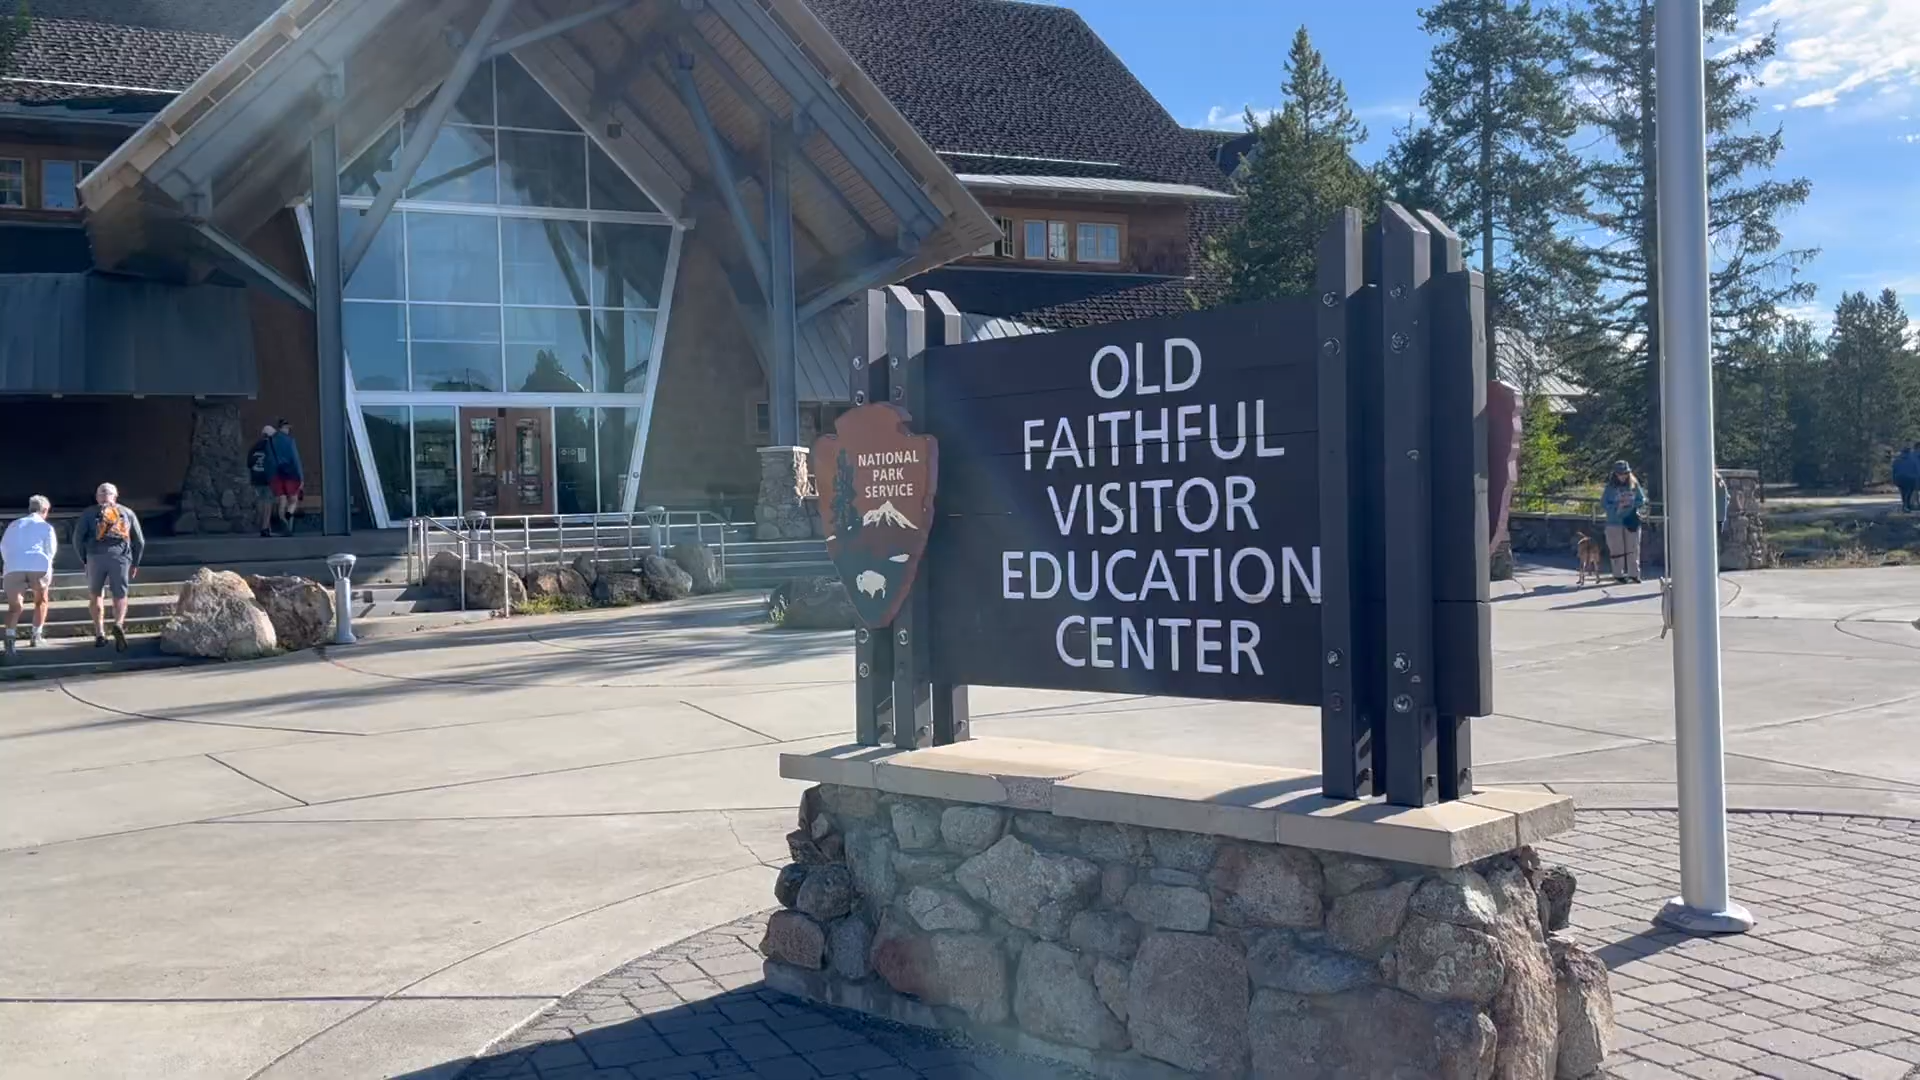 NATIONAL
PARK
SERVICE
OLD
FAITHFUL
VISITOR
EDUCATION
CENTER